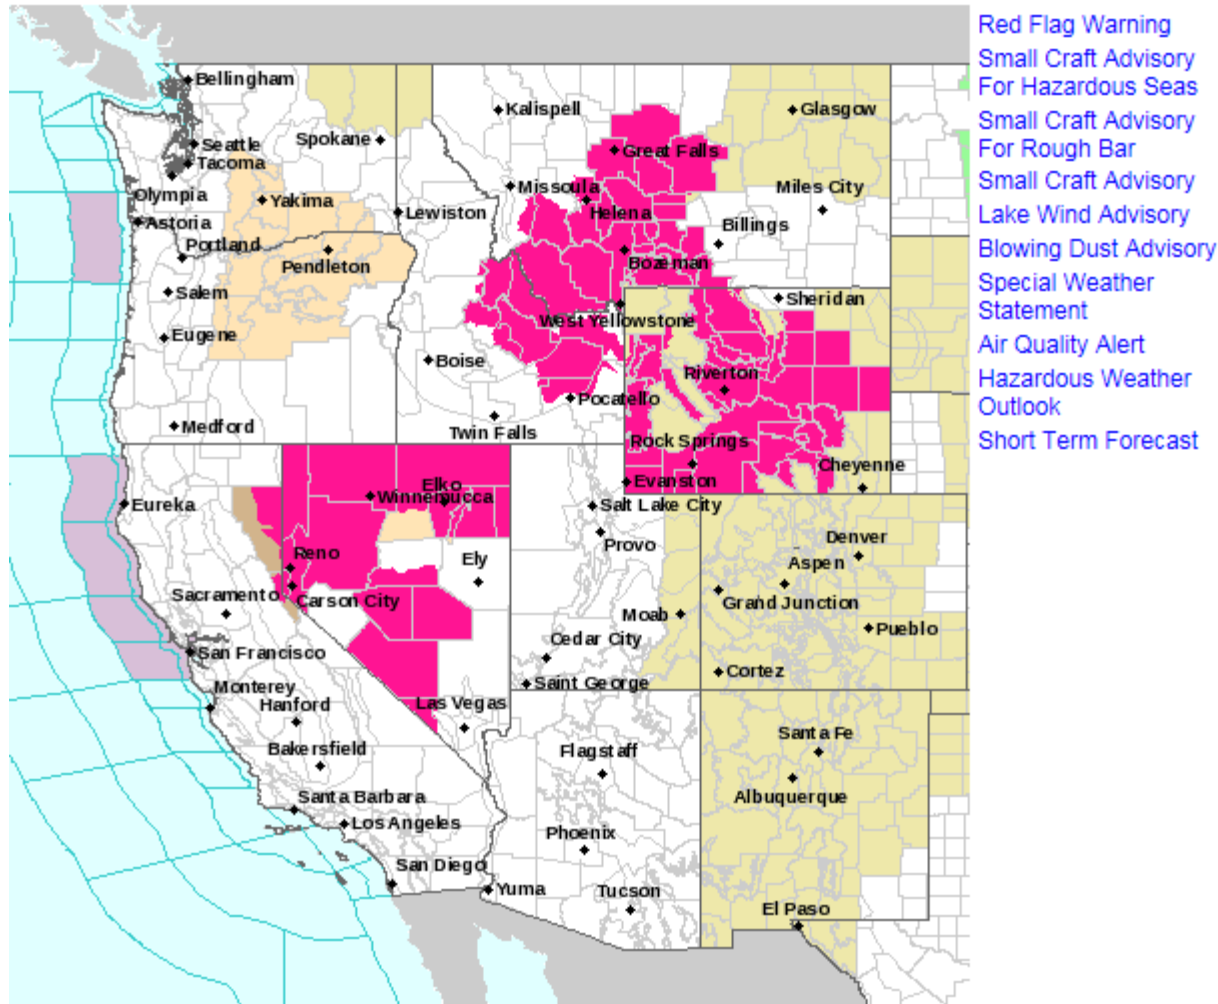 Red Flag Warning
Small Craft Advisory
For Hazardous Seas
Small Craft Advisory
For Rough Bar
Small Craft Advisory
Lake Wind Advisory
Blowing Dust Advisory
Special Weather
Statement
Air Quality Alert
Hazardous Weather
Outlook
Short Term Forecast
Bellingham
Kalispell
Glasgow
Seattle
Spokane
Great Falls
Tacoma
Olympia
Yakima
Missoula
Miles City
Astoria
Lewiston
Helena
Billings
Portland
Pendleton
Bozeman
Salem
Sheridan
Eugene
West Yellowstone
Boise
Riverton
Pocatello
Medford
Twin Falls
Rock Springs
Cheyenne
Evanston
Elko
Winnemucca
Eureka
Salt Lake City
Provo
Denver
Reno
Ely
Aspen
Sacramento
Carson City
Grand Junction
Moab
Pueblo
Cedar City
San Francisco
Cortez
Saint George
Monterey
Hanford
Las Vegas
Santa Fe
Bakersfield
Flagstaff
Santa Barbara
Albuquerque
Los Angeles
Phoenix
San Diego
Yuma
Tucson
El Paso